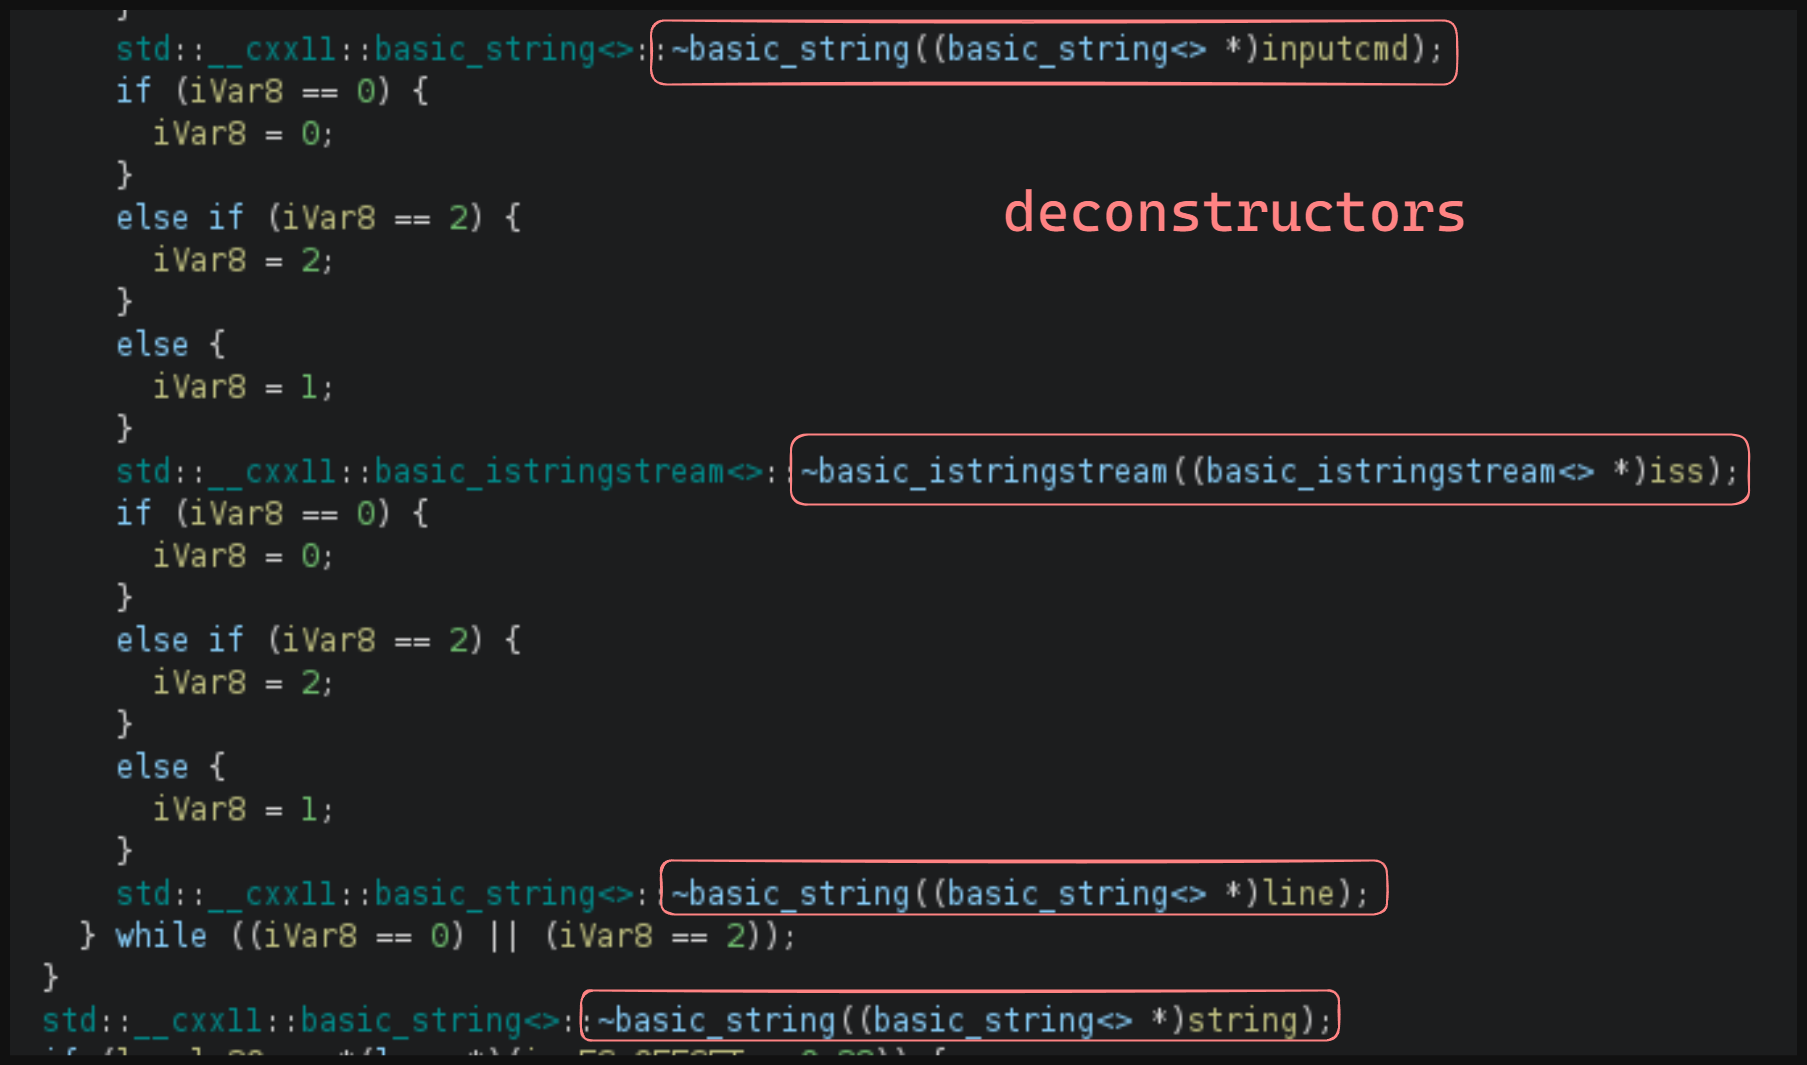 }
std::__cxx11::basic_string<>::~basic_string((basic_string<> *)inputcmd);
if (iVar8 == 0) {
iVar8 = 0;
}
else if (iVar8 == 2) {
deconstructors
iVar8 = 2;
}
else {
iVar8 = 1;
}
std::__cxx11::basic_istringstream<>::~basic_istringstream((basic_istringstream<> *)iss);
if (iVar8 == 0) {
iVar8 = 0;
}
else if (iVar8 == 2) {
iVar8 = 2;
}
else {
iVar8 = 1;
}
std::__cxx11::basic_string<>::~basic_string((basic_string<> *)line);
} while ((iVar8 == 0) || (iVar8 == 2));
}
std::__cxx11::basic_string<>::~basic_string((basic_string<> *)string);